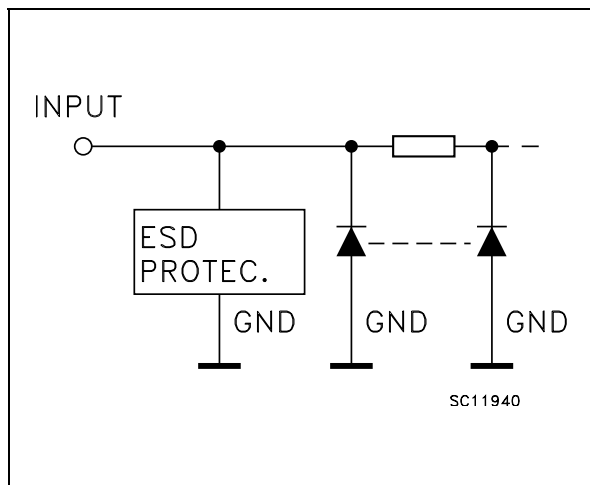 INPUT
ESD
PROTEC.
GND
GND
GND
SC11940